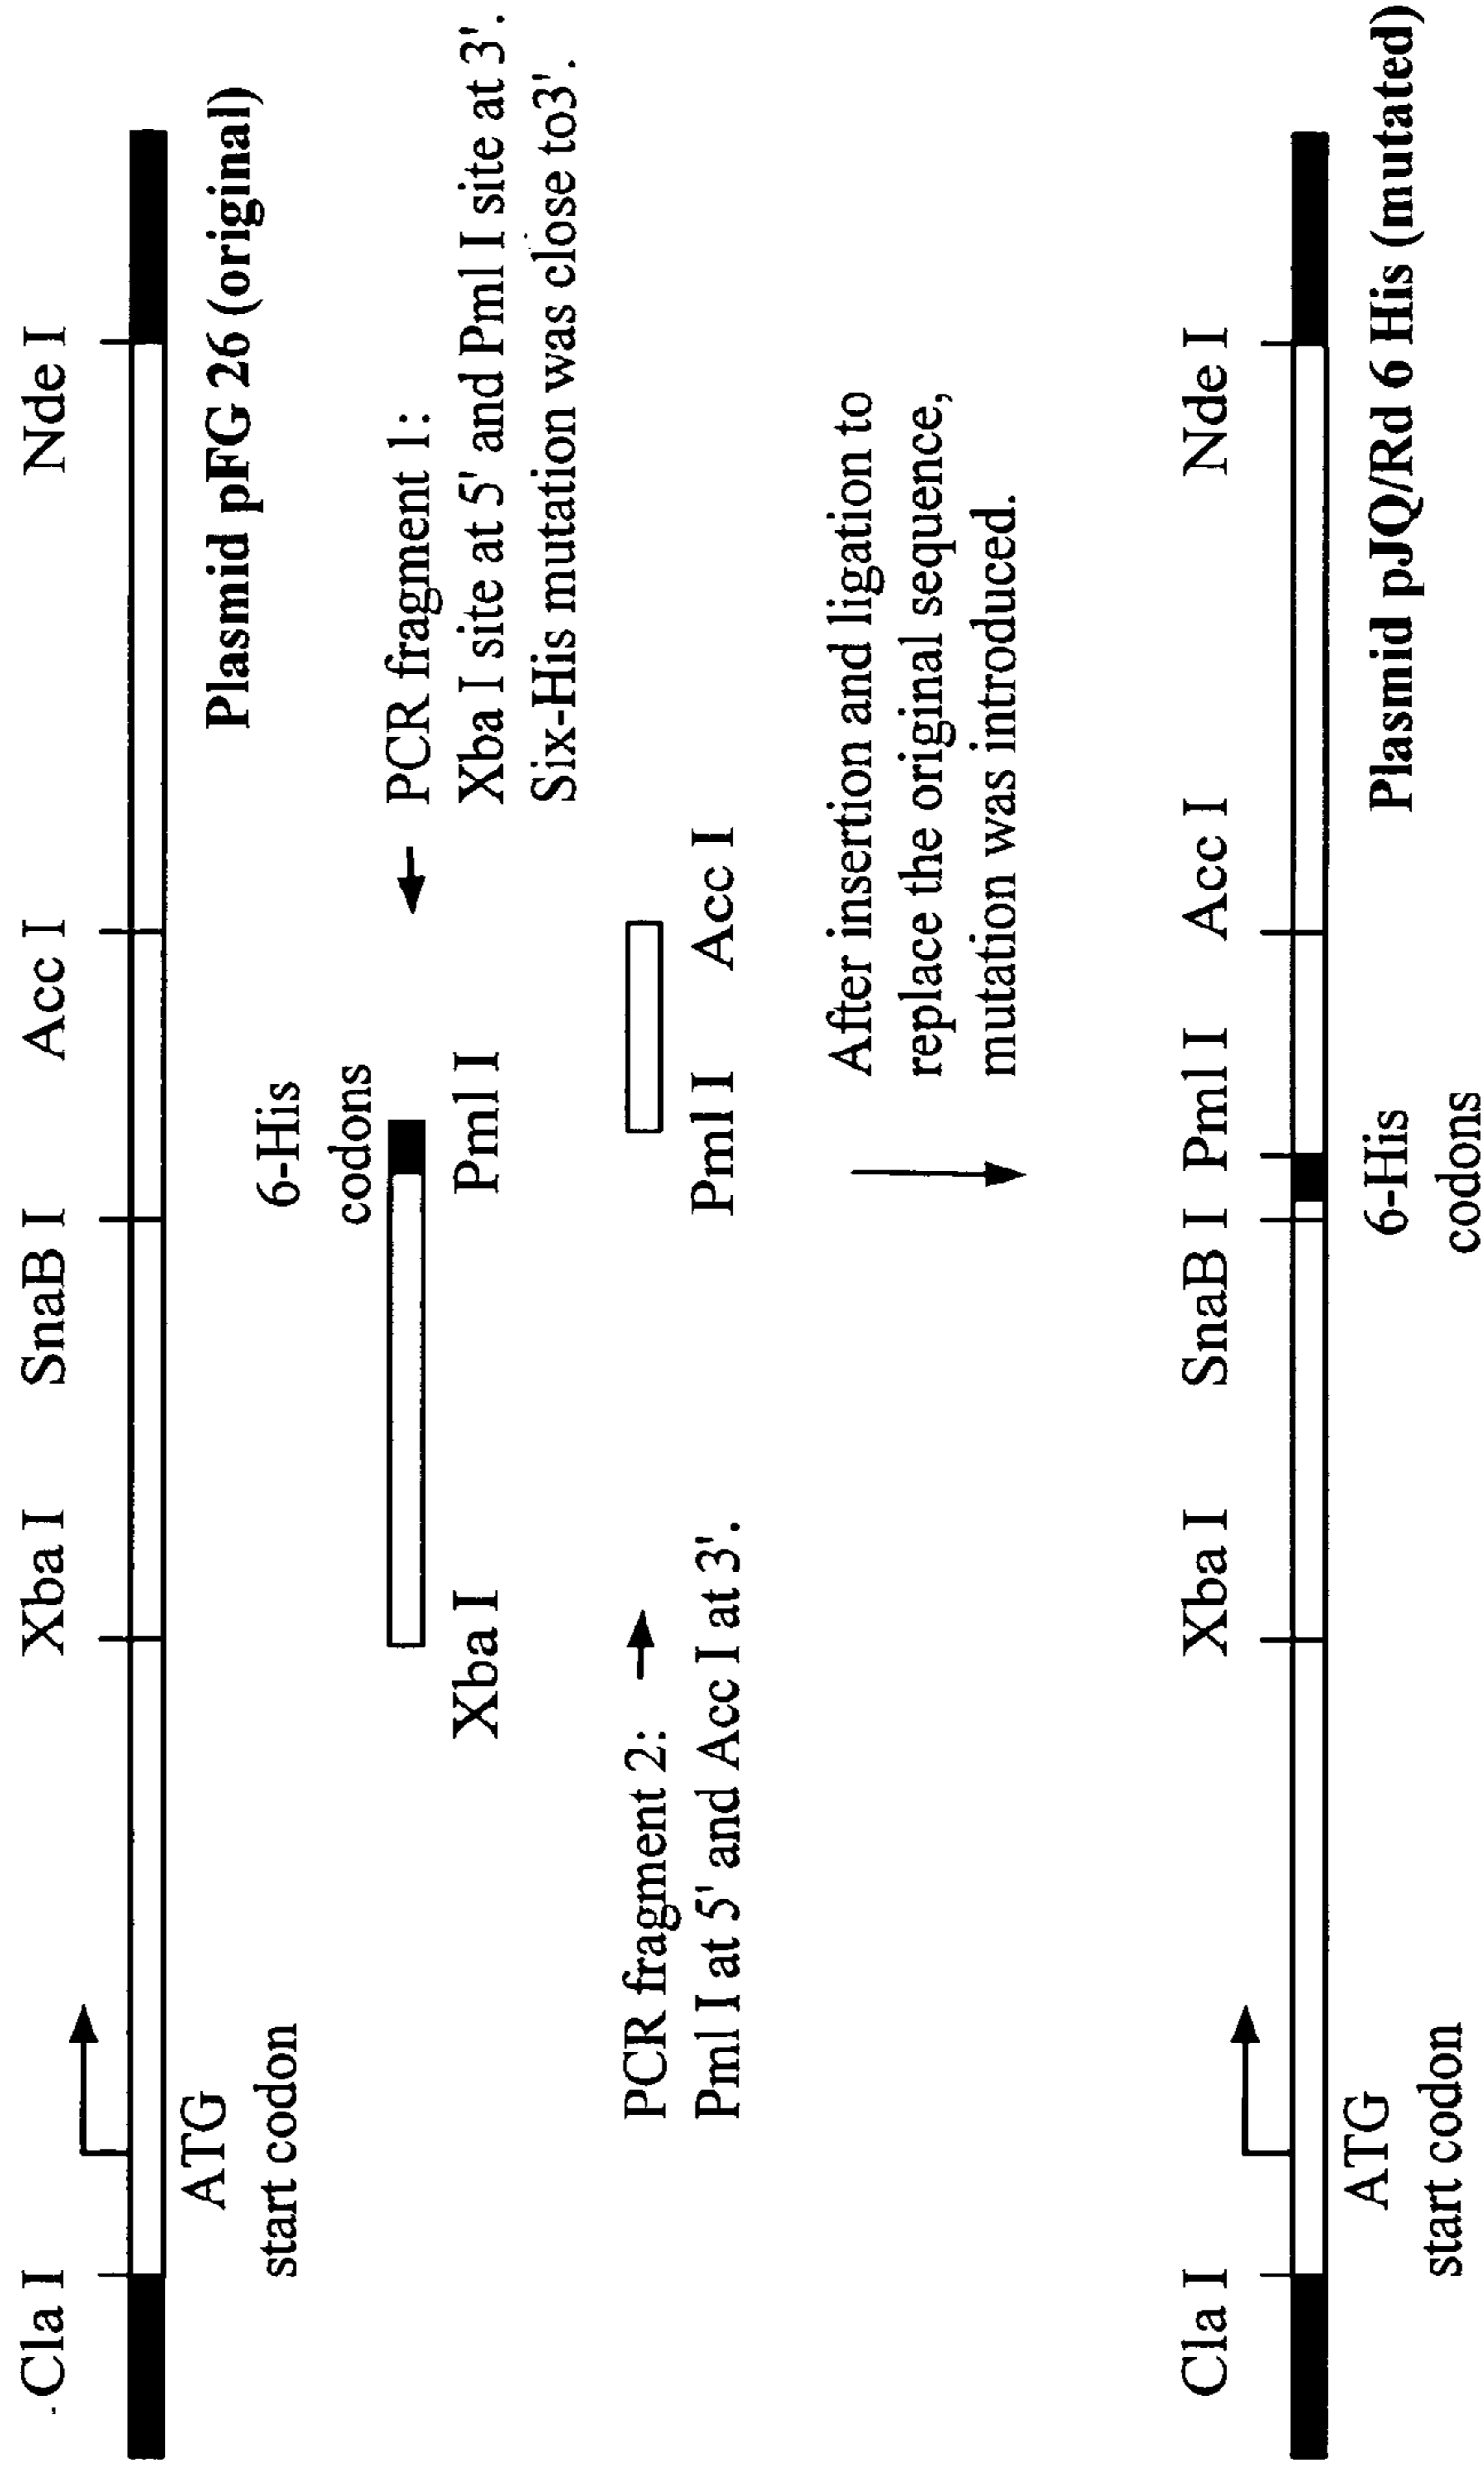 Cla I Xba I SnaB I Acc I Nde I
ATG
start codon
Plasmid pFG 26 (original)
6-His
codons
PCR fragment 1:
Xba I Pml I
Xba I site at 5' and Pml I site at 3'.
Six-His mutation was close to3'.
PCR fragment 2:
Pml I at 5' and Acc I at 3'.
Pml I Acc I
After insertion and ligation to
replace the original sequence,
mutation was introduced.
Cla I Xba I SnaB I Pml I Acc I Nde I
ATG
start codon
6-His
codons
Plasmid pJQ/Rd 6 His (mutated)